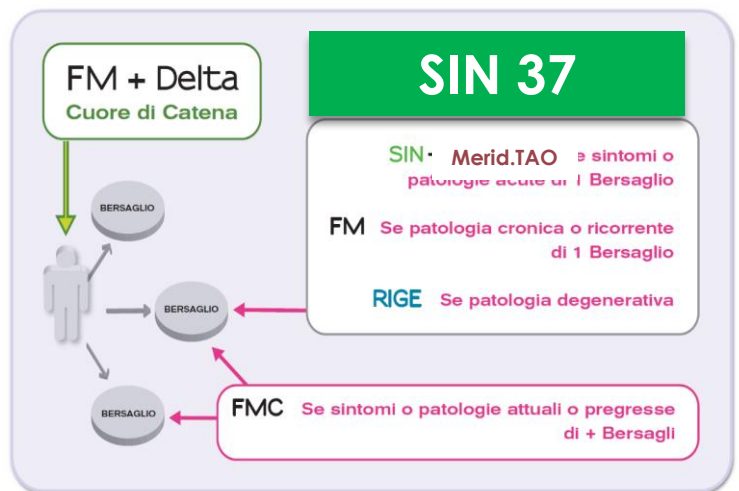 FM + Delta
Cuore di Catena
SIN 37
SIN- Merid.TAO e sintomi o
patologie acute di 1 Bersaglio
FM Se patologia cronica o ricorrente
di 1 Bersaglio
RIGE Se patologia degenerativa
BERSAGLIO
BERSAGLIO
BERSAGLIO
FMC Se sintomi o patologie attuali o pregresse
di + Bersagli